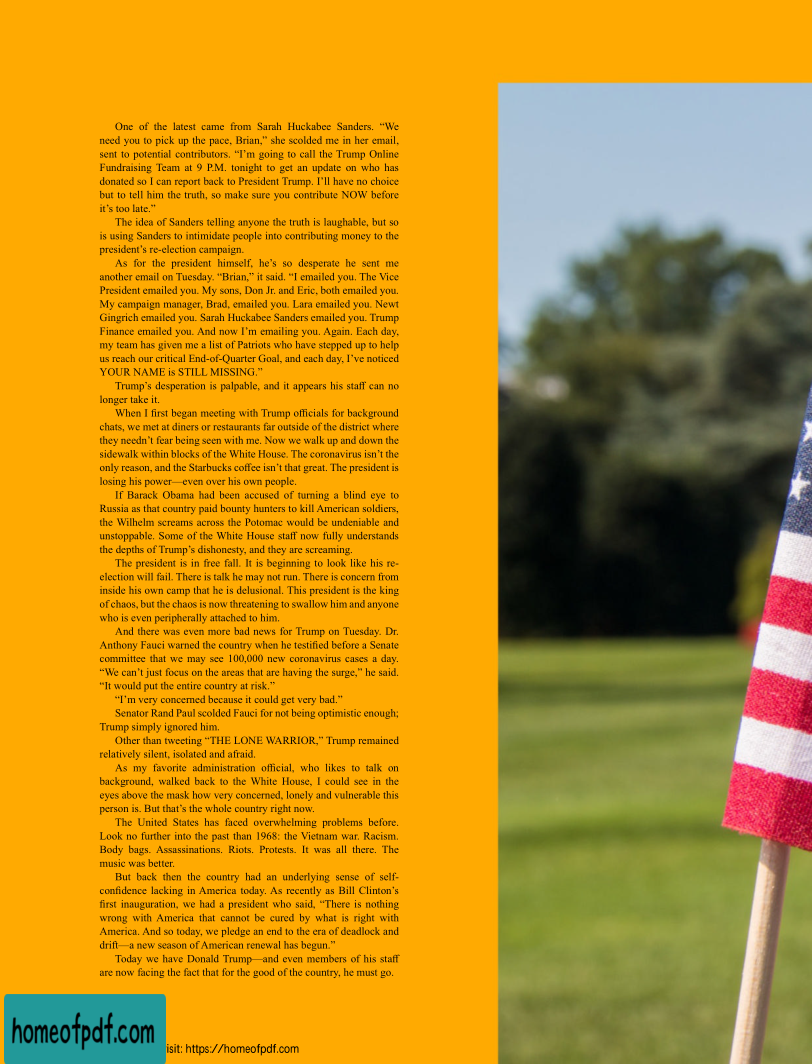 One of the latest came from Sarah Huckabee Sanders. “We
need you to pick up the pace, Brian,” she scolded me in her email,
sent to potential contributors. “I’m going to call the Trump Online
Fundraising Team at 9 P.M. tonight to get an update on who has
donated so I can report back to President Trump. I’ll have no choice
but to tell him the truth, so make sure you contribute NOW before
it’s too late.”
The idea of Sanders telling anyone the truth is laughable, but so
is using Sanders to intimidate people into contributing money to the
president’s re-election campaign.
As for the president himself, he’s so desperate he sent me
another email on Tuesday. “Brian,” it said. “I emailed you. The Vice
President emailed you. My sons, Don Jr. and Eric, both emailed you.
My campaign manager, Brad, emailed you. Lara emailed you. Newt
Gingrich emailed you. Sarah Huckabee Sanders emailed you. Trump
Finance emailed you. And now I’m emailing you. Again. Each day,
my team has given me a list of Patriots who have stepped up to help
us reach our critical End-of-Quarter Goal, and each day, I’ve noticed
YOUR NAME is STILL MISSING.”
Trump’s desperation is palpable, and it appears his staff can no
longer take it.
When I first began meeting with Trump officials for background
chats, we met at diners or restaurants far outside of the district where
they needn’t fear being seen with me. Now we walk up and down the
sidewalk within blocks of the White House. The coronavirus isn’t the
only reason, and the Starbucks coffee isn’t that great. The president is
losing his power—even over his own people.
If Barack Obama had been accused of turning a blind eye to
Russia as that country paid bounty hunters to kill American soldiers,
the Wilhelm screams across the Potomac would be undeniable and
unstoppable. Some of the White House staff now fully understands
the depths of Trump’s dishonesty, and they are screaming.
The president is in free fall. It is beginning to look like his re-
election will fail. There is talk he may not run. There is concern from
inside his own camp that he is delusional. This president is the king
of chaos, but the chaos is now threatening to swallow him and anyone
who is even peripherally attached to him.
And there was even more bad news for Trump on Tuesday. Dr.
Anthony Fauci warned the country when he testified before a Senate
committee that we may see 100,000 new coronavirus cases a day.
“We can’t just focus on the areas that are having the surge,” he said.
“It would put the entire country at risk.”
“I’m very concerned because it could get very bad.”
Senator Rand Paul scolded Fauci for not being optimistic enough;
Trump simply ignored him.
Other than tweeting “THE LONE WARRIOR,” Trump remained
relatively silent, isolated and afraid.
As my favorite administration official, who likes to talk on
background, walked back to the White House, I could see in the
eyes above the mask how very concerned, lonely and vulnerable this
person is. But that’s the whole country right now.
The United States has faced overwhelming problems before.
Look no further into the past than 1968: the Vietnam war. Racism.
Body bags. Assassinations. Riots. Protests. It was all there. The
music was better.
But back then the country had an underlying sense of self-
confidence lacking in America today. As recently as Bill Clinton’s
first inauguration, we had a president who said, “There is nothing
wrong with America that cannot be cured by what is right with
America. And so today, we pledge an end to the era of deadlock and
drift—a new season of American renewal has begun.”
Today we have Donald Trump—and even members of his staff
are now facing the fact that for the good of the country, he must go.
homeofpdf.com
isit: https://homeofpdf.com